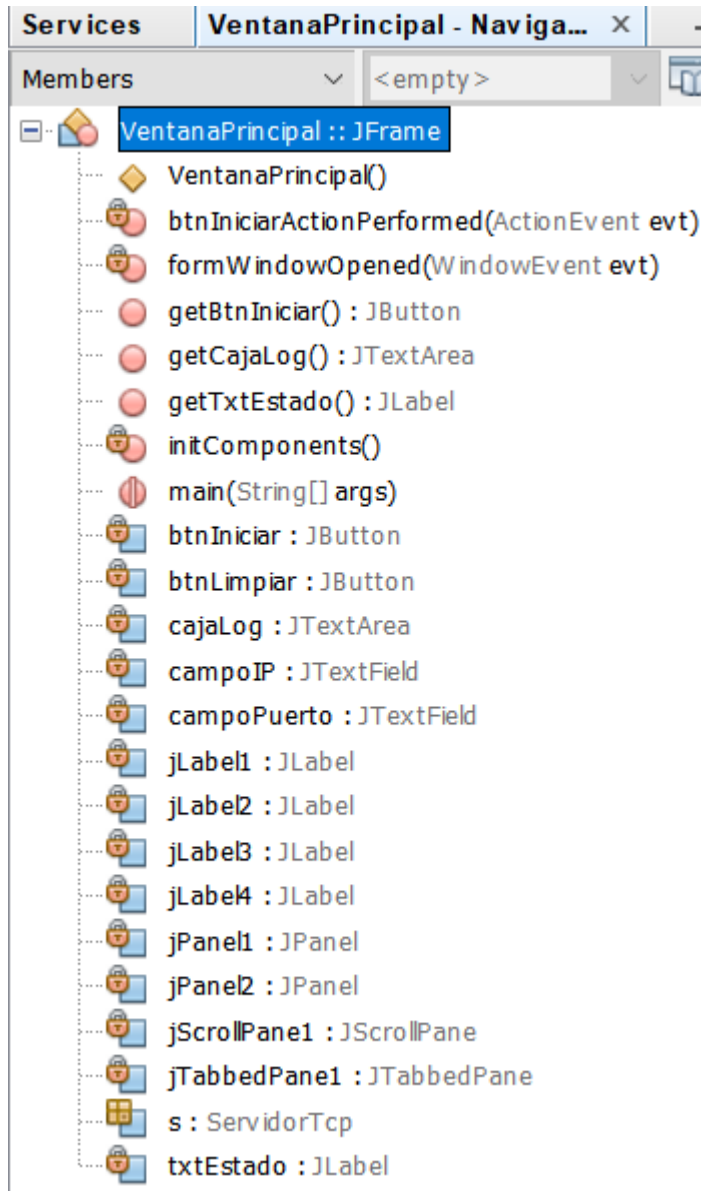 Services VentanaPrincipal - Naviga... ×
Members <empty>
VentanaPrincipal :: JFrame
VentanaPrincipal()
btnIniciarActionPerformed(ActionEvent evt)
formWindowOpened(WindowEvent evt)
getBtnIniciar() : JButton
getCajaLog() : JTextArea
getTxtEstado() : JLabel
initComponents()
main(String[] args)
btnIniciar : JButton
btnLimpiar : JButton
cajaLog : JTextArea
campoIP : JTextField
campoPuerto : JTextField
jLabel1 : JLabel
jLabel2 : JLabel
jLabel3 : JLabel
jLabel4 : JLabel
jPanel1 : JPanel
jPanel2 : JPanel
jScrollPane1 : JScrollPane
jTabbedPane1 : JTabbedPane
s : ServidorTcp
txtEstado : JLabel